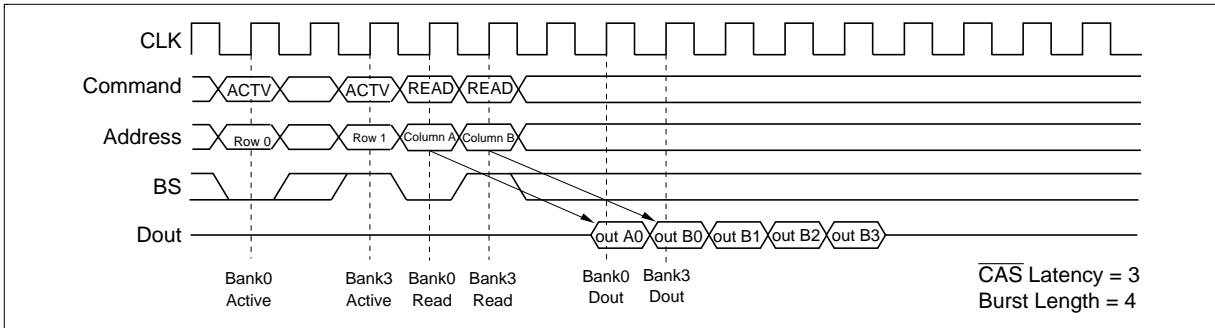 CLK
Command ACTV ACTV READ READ
Address Row 0 Row 1 Column A Column B
BS
Dout out A0 out B0 out B1 out B2 out B3
Bank0 Active
Bank3 Active
Bank0 Read
Bank3 Read
Bank0 Dout
Bank3 Dout
CAS Latency = 3
Burst Length = 4